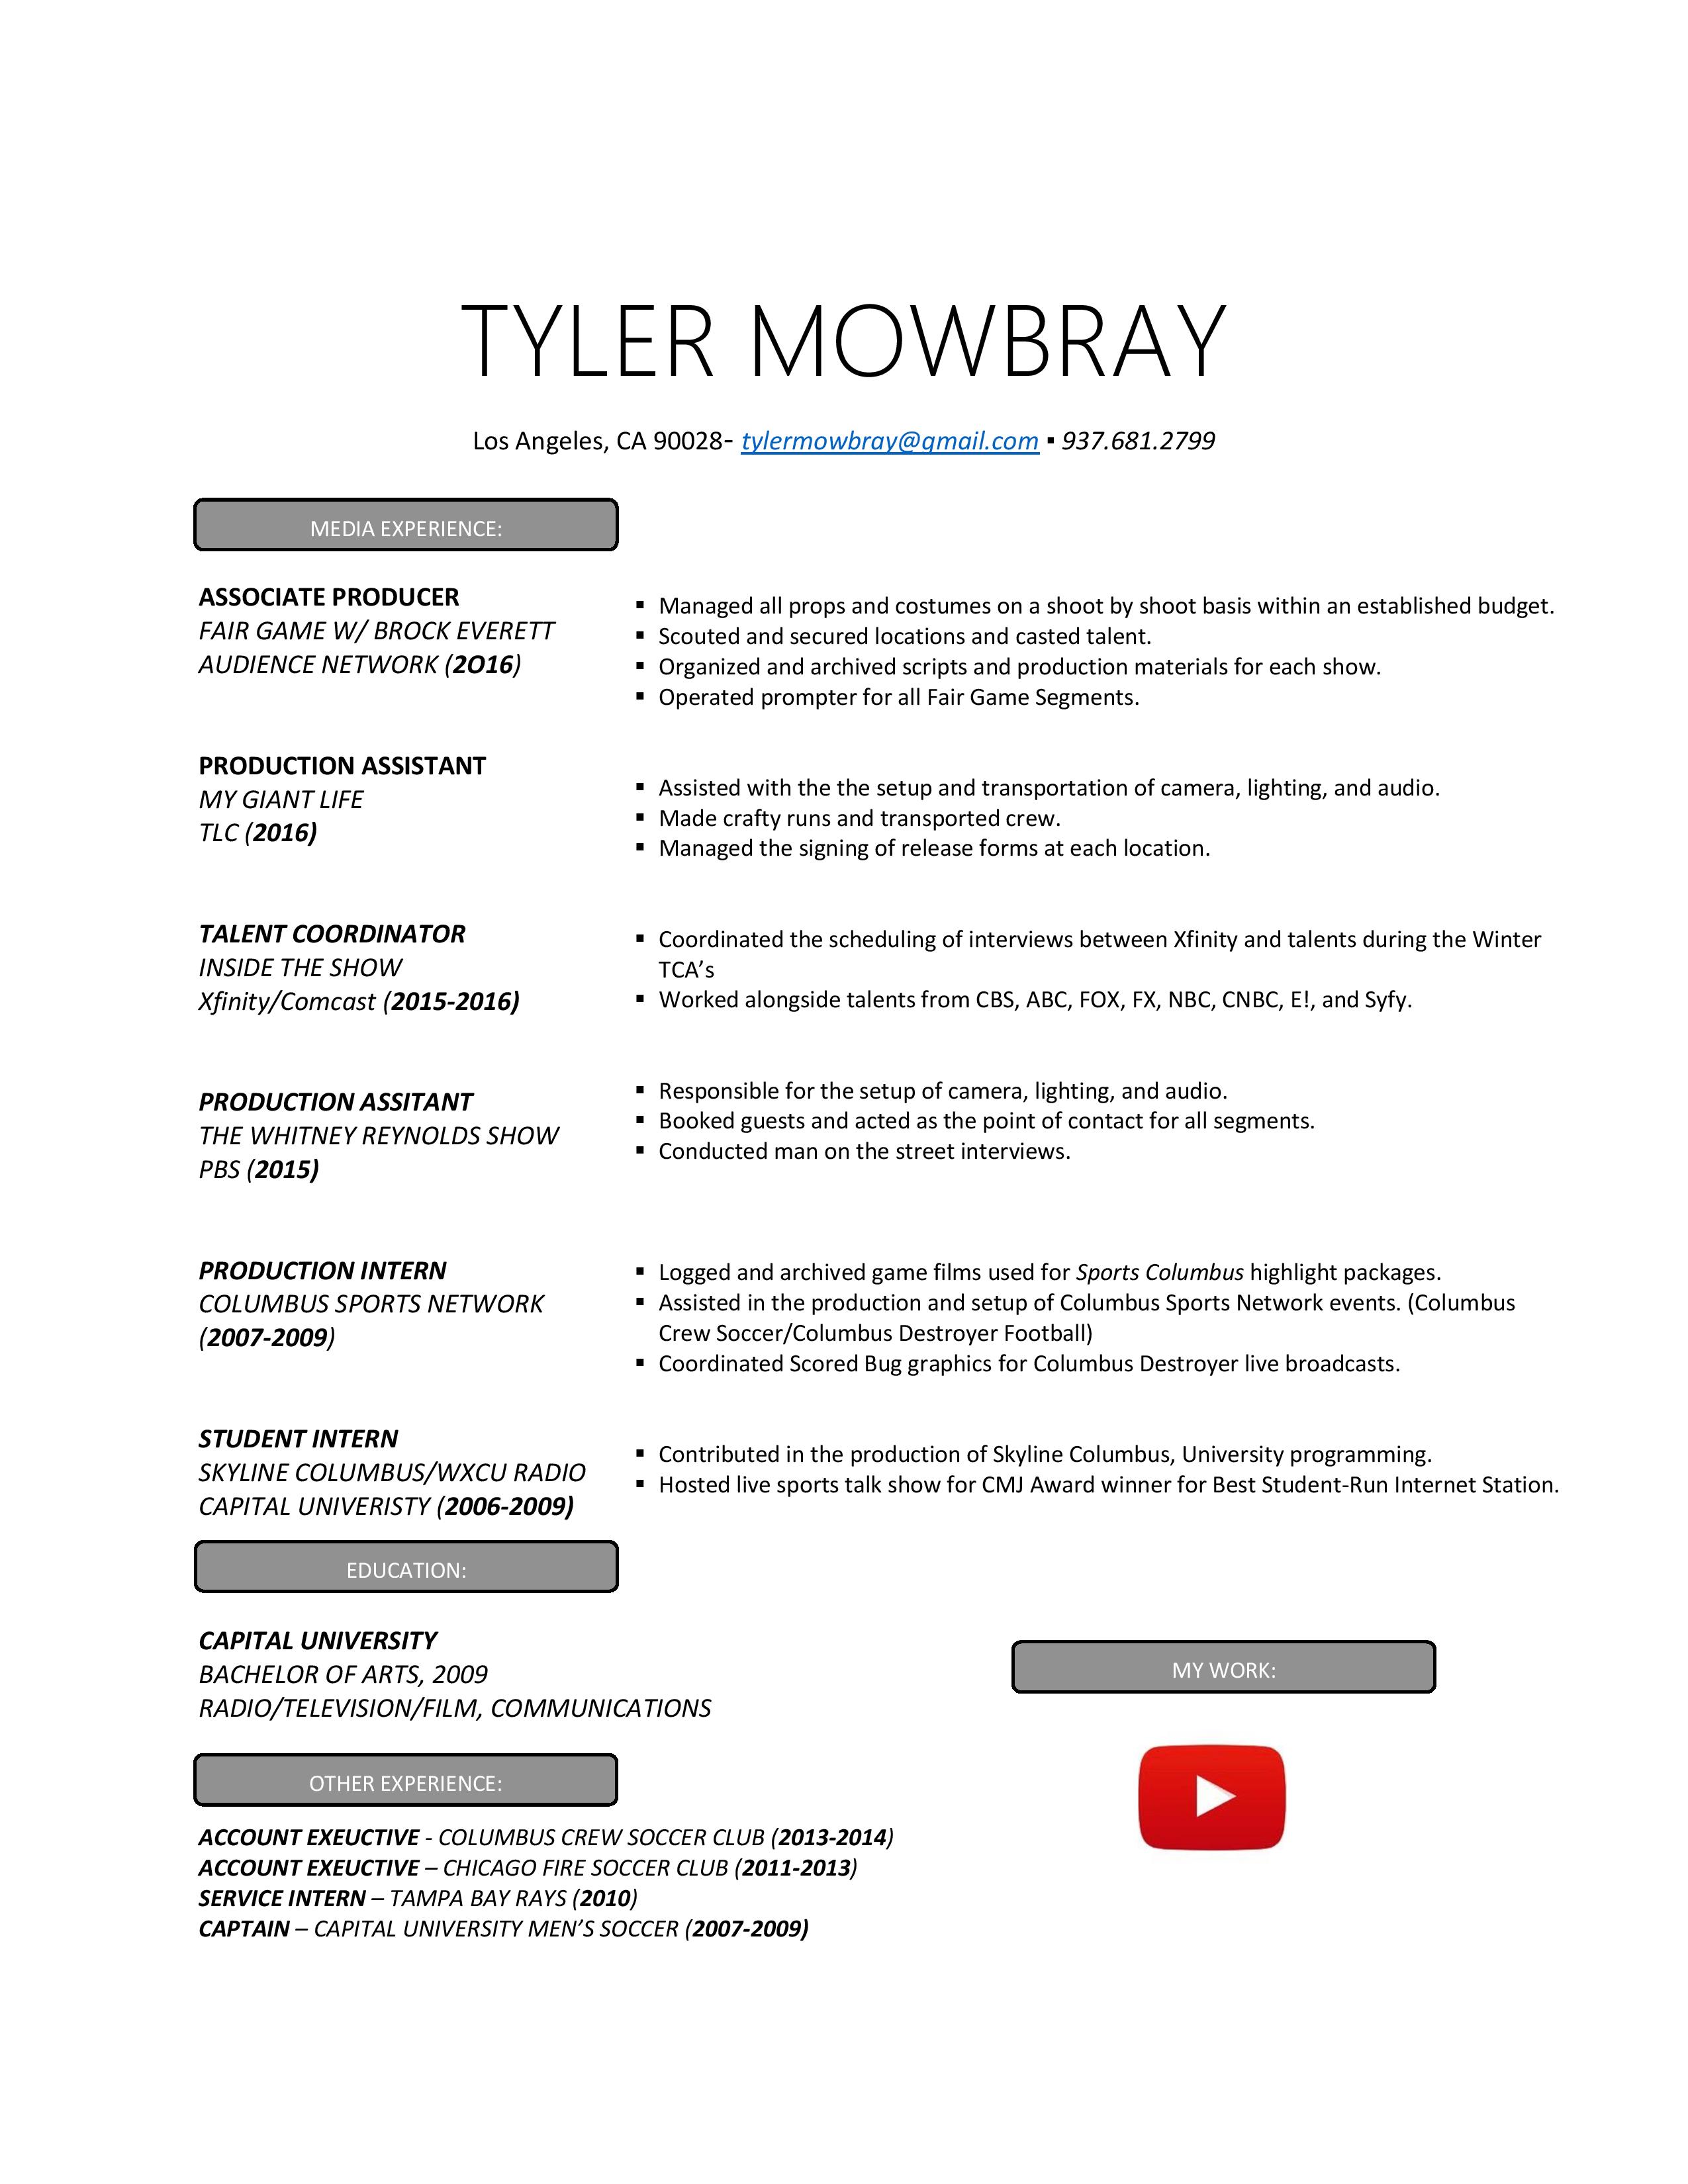 TYLER MOWBRAY
Los Angeles, CA 90028- tylermowbray@gmail.com ▪ 937.681.2799
MEDIA EXPERIENCE:
ASSOCIATE PRODUCER
FAIR GAME W/ BROCK EVERETT
AUDIENCE NETWORK (2O16)
▪ Managed all props and costumes on a shoot by shoot basis within an established budget.
▪ Scouted and secured locations and casted talent.
▪ Organized and archived scripts and production materials for each show.
▪ Operated prompter for all Fair Game Segments.
PRODUCTION ASSISTANT
MY GIANT LIFE
TLC (2016)
▪ Assisted with the the setup and transportation of camera, lighting, and audio.
▪ Made crafty runs and transported crew.
▪ Managed the signing of release forms at each location.
TALENT COORDINATOR
INSIDE THE SHOW
Xfinity/Comcast (2015-2016)
▪ Coordinated the scheduling of interviews between Xfinity and talents during the Winter
TCA’s
▪ Worked alongside talents from CBS, ABC, FOX, FX, NBC, CNBC, E!, and Syfy.
PRODUCTION ASSITANT
THE WHITNEY REYNOLDS SHOW
PBS (2015)
▪ Responsible for the setup of camera, lighting, and audio.
▪ Booked guests and acted as the point of contact for all segments.
▪ Conducted man on the street interviews.
PRODUCTION INTERN
COLUMBUS SPORTS NETWORK
(2007-2009)
▪ Logged and archived game films used for Sports Columbus highlight packages.
▪ Assisted in the production and setup of Columbus Sports Network events. (Columbus
Crew Soccer/Columbus Destroyer Football)
▪ Coordinated Scored Bug graphics for Columbus Destroyer live broadcasts.
STUDENT INTERN
SKYLINE COLUMBUS/WXCU RADIO
CAPITAL UNIVERISTY (2006-2009)
▪ Contributed in the production of Skyline Columbus, University programming.
▪ Hosted live sports talk show for CMJ Award winner for Best Student-Run Internet Station.
EDUCATION:
CAPITAL UNIVERSITY
BACHELOR OF ARTS, 2009
RADIO/TELEVISION/FILM, COMMUNICATIONS
MY WORK:
OTHER EXPERIENCE:
ACCOUNT EXEUCTIVE - COLUMBUS CREW SOCCER CLUB (2013-2014)
ACCOUNT EXEUCTIVE – CHICAGO FIRE SOCCER CLUB (2011-2013)
SERVICE INTERN – TAMPA BAY RAYS (2010)
CAPTAIN – CAPITAL UNIVERSITY MEN’S SOCCER (2007-2009)